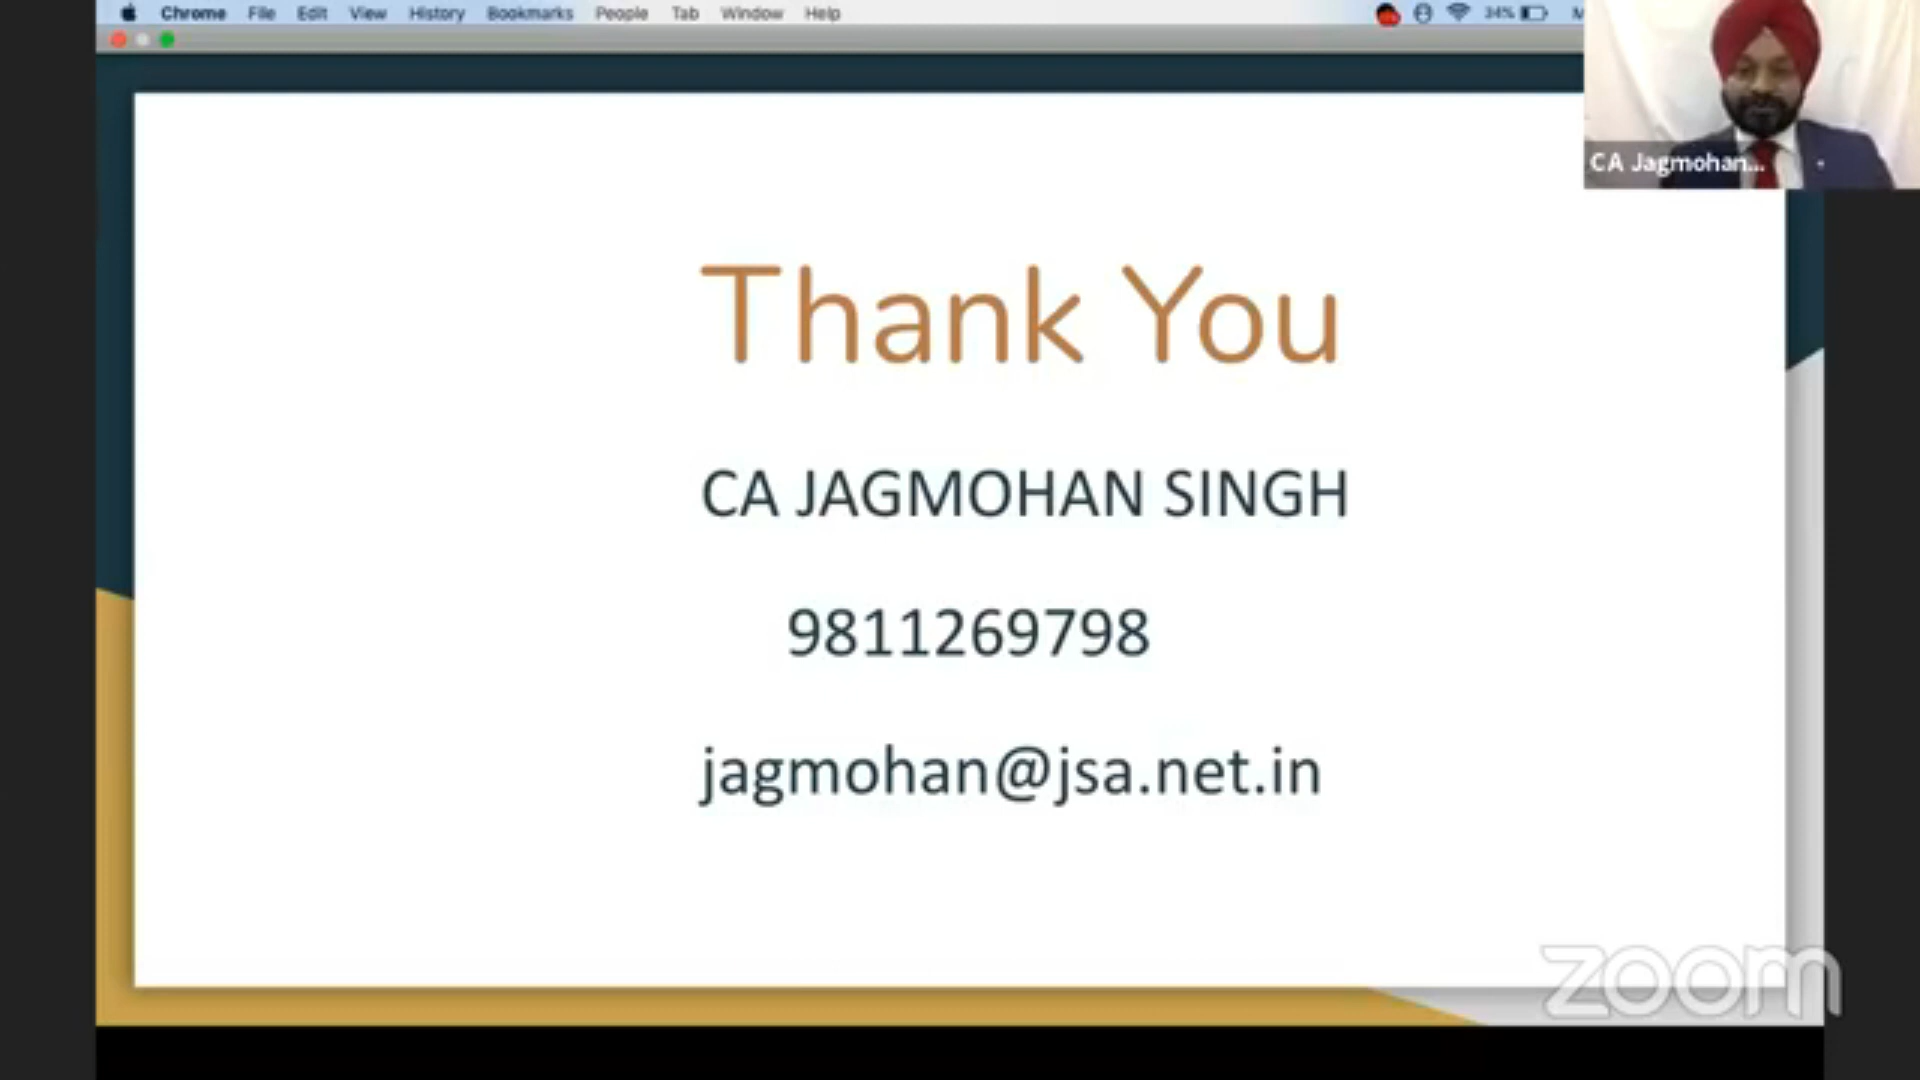 Chrome File Edit View History Bookmarks People Tab Window Help 34%
CA Jagmohan...
Thank You
CA JAGMOHAN SINGH
9811269798
jagmohan@jsa.net.in
zoom